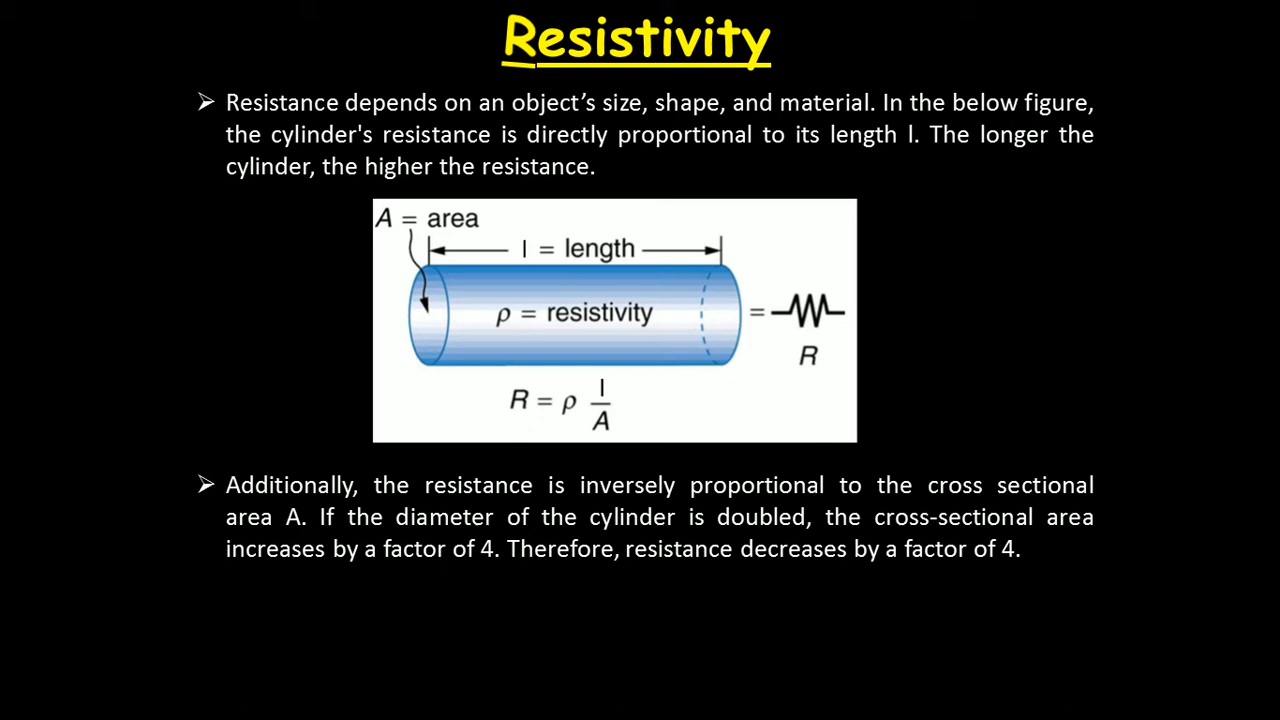 Resistivity
➢ Resistance depends on an object’s size, shape, and material. In the below figure,
the cylinder's resistance is directly proportional to its length l. The longer the
cylinder, the higher the resistance.
A = area
l = length
ρ = resistivity
=
R
R = ρ l/A
➢ Additionally, the resistance is inversely proportional to the cross sectional
area A. If the diameter of the cylinder is doubled, the cross-sectional area
increases by a factor of 4. Therefore, resistance decreases by a factor of 4.